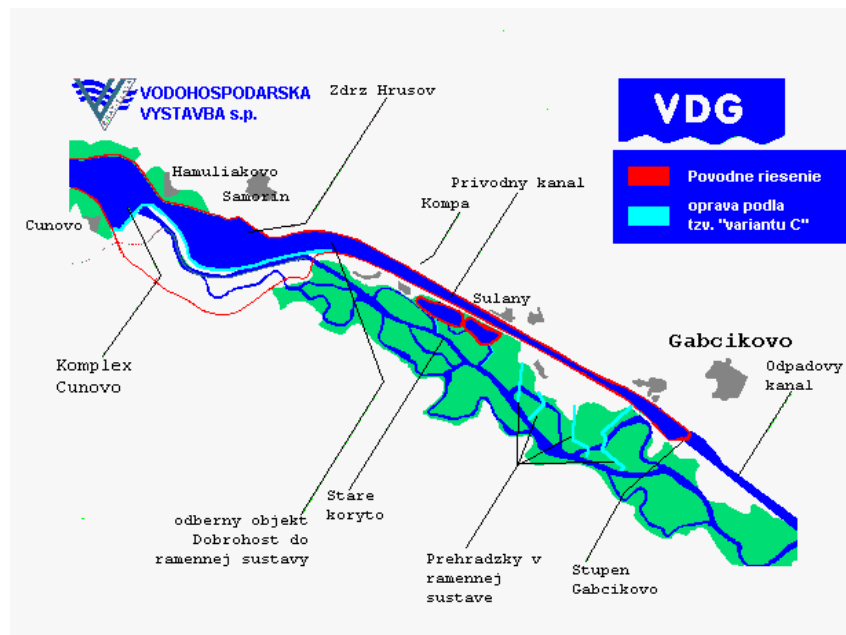 VODOHOSPODARSKA
VYSTAVBA s.p.
Zdrz Hrusov
VDG
Povodne riesenie
oprava podla
tzv. "variantu C"
Hamuliakovo
Samorin
Privodny kanal
Kompa
Cunovo
Sulany
Gabcikovo
Odpadovy
kanal
Komplex
Cunovo
Stare
koryto
odberny objekt
Dobrohost do
ramennej sustavy
Prehradzky v
ramennej
sustave
Stupen
Gabcikovo